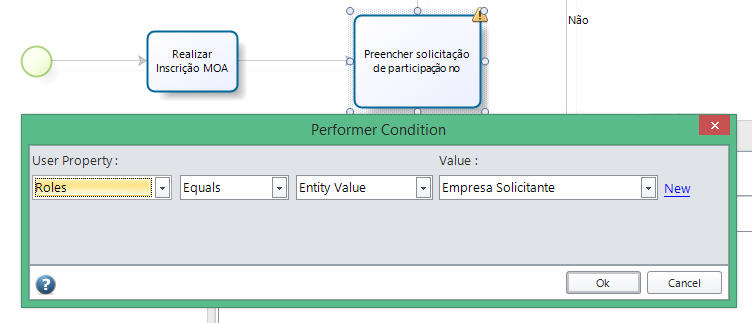 Não
Realizar
Inscrição MOA
Preencher solicitação
de participação no
Performer Condition
User Property :
Value :
Roles
Equals
Entity Value
Empresa Solicitante
New
Ok
Cancel